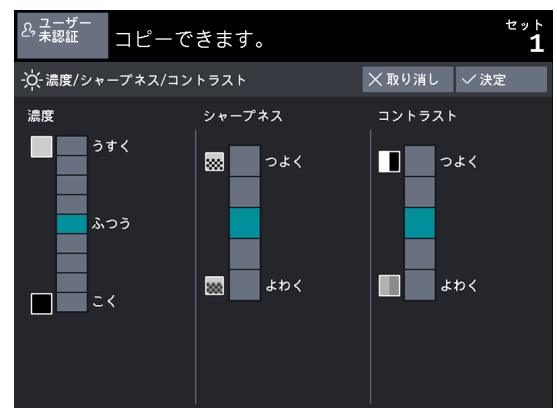 ユーザー
未認証
コピーできます。
セット
1
濃度/シャープネス/コントラスト
取り消し
決定
濃度
シャープネス
コントラスト
うすく
つよく
つよく
ふつう
よわく
よわく
こく